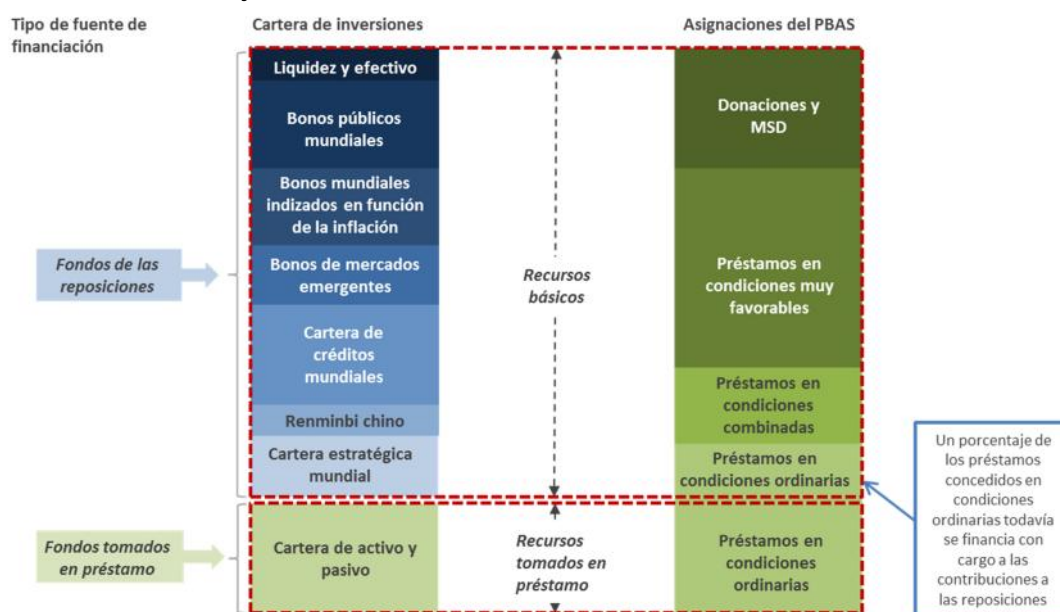 Tipo de fuente de
financiación
Cartera de inversiones
Asignaciones del PBAS
Liquidez y efectivo
Bonos públicos
mundiales
Bonos mundiales
indizados en función
de la inflación
Bonos de mercados
emergentes
Cartera de
créditos
mundiales
Renminbi chino
Cartera estratégica
mundial
Fondos de las
reposiciones
Recursos
básicos
Donaciones y
MSD
Préstamos en
condiciones muy
favorables
Préstamos en
condiciones
combinadas
Préstamos en
condiciones ordinarias
Fondos tomados
en préstamo
Cartera de activo y
pasivo
Recursos
tomados en
préstamo
Préstamos en
condiciones
ordinarias
Un porcentaje de
los préstamos
concedidos en
condiciones
ordinarias todavía
se financia con
cargo a las
contribuciones a
las reposiciones